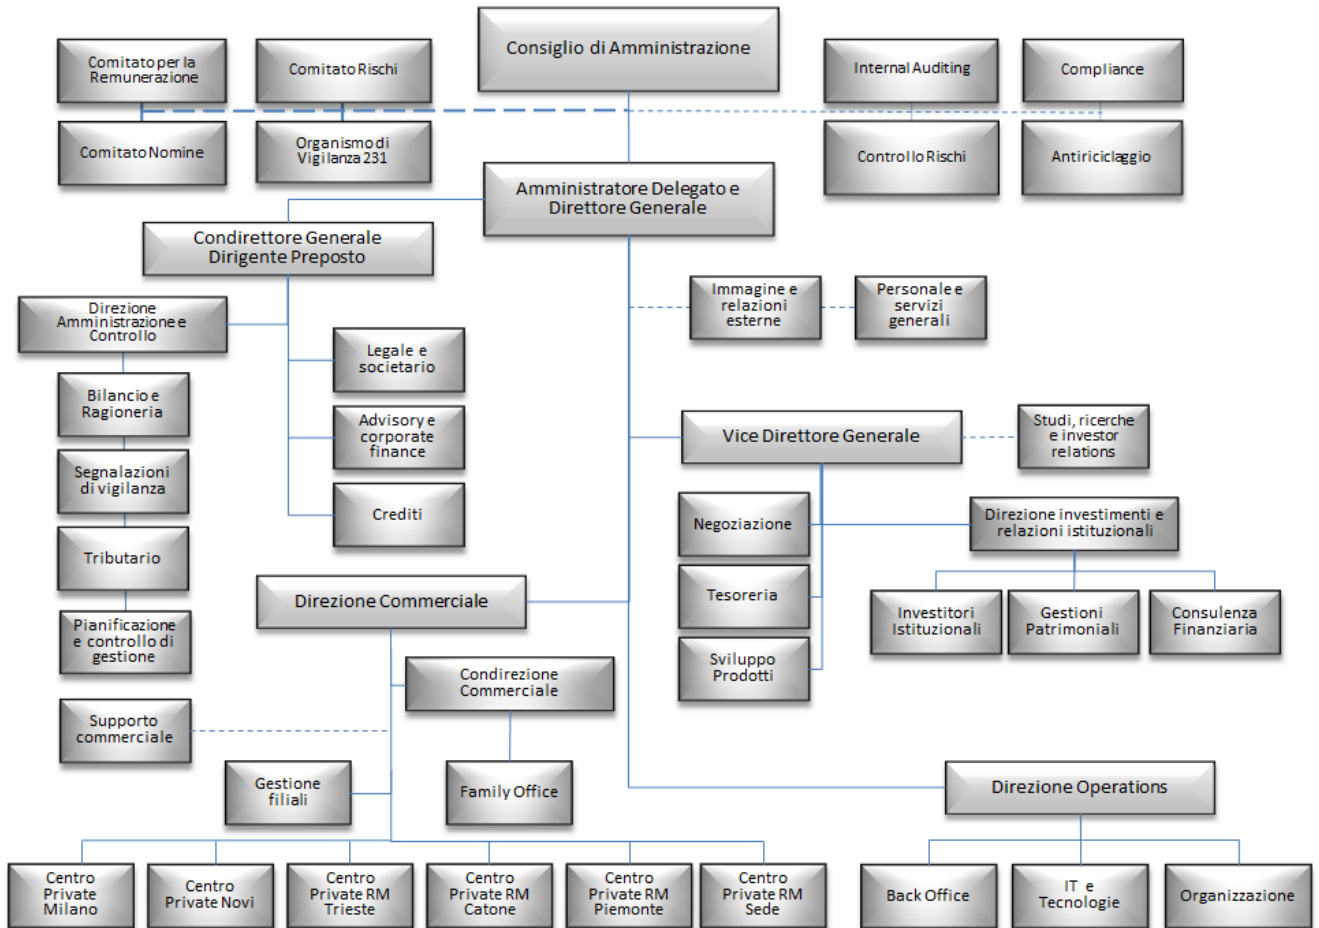 Consiglio di Amministrazione
Comitato per la
Remunerazione
Comitato Rischi
Internal Auditing
Compliance
Comitato Nomine
Organismo di
Vigilanza 231
Controllo Rischi
Antiriciclaggio
Amministratore Delegato e
Direttore Generale
Condirettore Generale
Dirigente Preposto
Immagine e
relazioni
esterne
Personale e
servizi
generali
Direzione
Amministrazione e
Controllo
Legale e
societario
Bilancio e
Ragioneria
Advisory e
corporate
finance
Vice Direttore Generale
Studi, ricerche
e investor
relations
Segnalazioni
di vigilanza
Crediti
Negoziazione
Direzione investimenti e
relazioni istituzionali
Tributario
Tesoreria
Direzione Commerciale
Investitori
Istituzionali
Gestioni
Patrimoniali
Consulenza
Finanziaria
Pianificazione
e controllo di
gestione
Sviluppo
Prodotti
Condirezione
Commerciale
Supporto
commerciale
Gestione
filiali
Family Office
Direzione Operations
Centro
Private
Milano
Centro
Private Novi
Centro
Private RM
Trieste
Centro
Private RM
Catone
Centro
Private RM
Piemonte
Centro
Private RM
Sede
Back Office
IT e
Tecnologie
Organizzazione